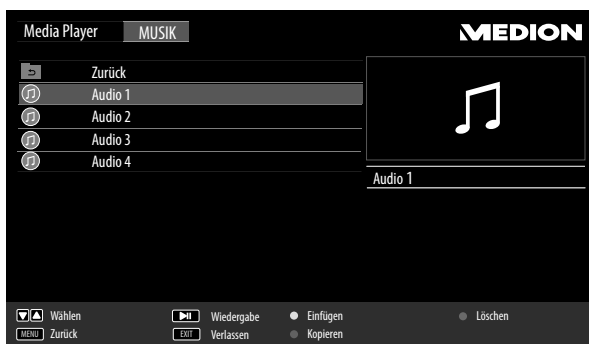 Media Player MUSIK MEDION
Zurück
Audio 1
Audio 2
Audio 3
Audio 4
Audio 1
Wählen Wiedergabe Einfügen Löschen
MENU Zurück EXIT Verlassen Kopieren